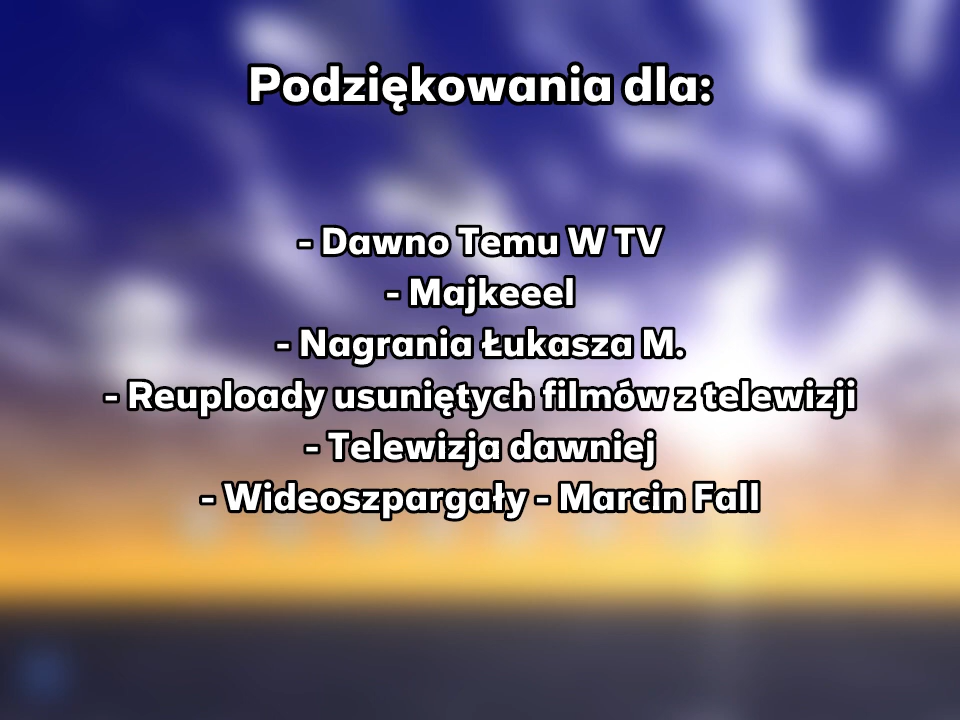 Podziękowania dla:
- Dawno Temu W TV
- Majkeeel
- Nagrania Łukasza M.
- Reuploady usuniętych filmów z telewizji
- Telewizja dawniej
- Wideoszpargały - Marcin Fall